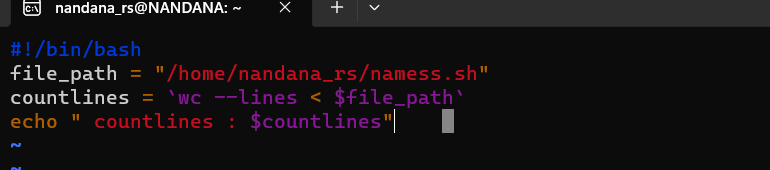 nandana_rs@NANDANA: ~
#!/bin/bash
file_path = "/home/nandana_rs/namess.sh"
countlines = `wc --lines < $file_path`
echo " countlines : $countlines"
~
~